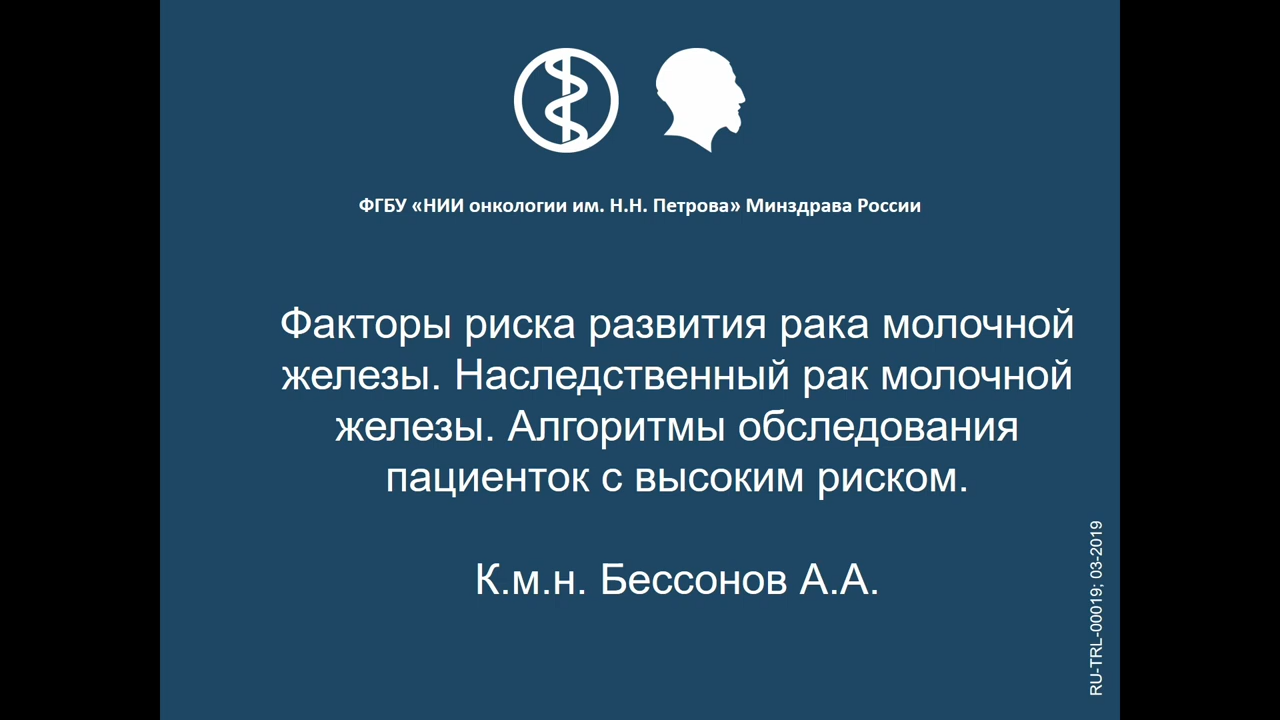 ФГБУ «НИИ онкологии им. Н.Н. Петрова» Минздрава России
Факторы риска развития рака молочной
железы. Наследственный рак молочной
железы. Алгоритмы обследования
пациенток с высоким риском.
К.м.н. Бессонов А.А.
RU-TRL-00019; 03-2019